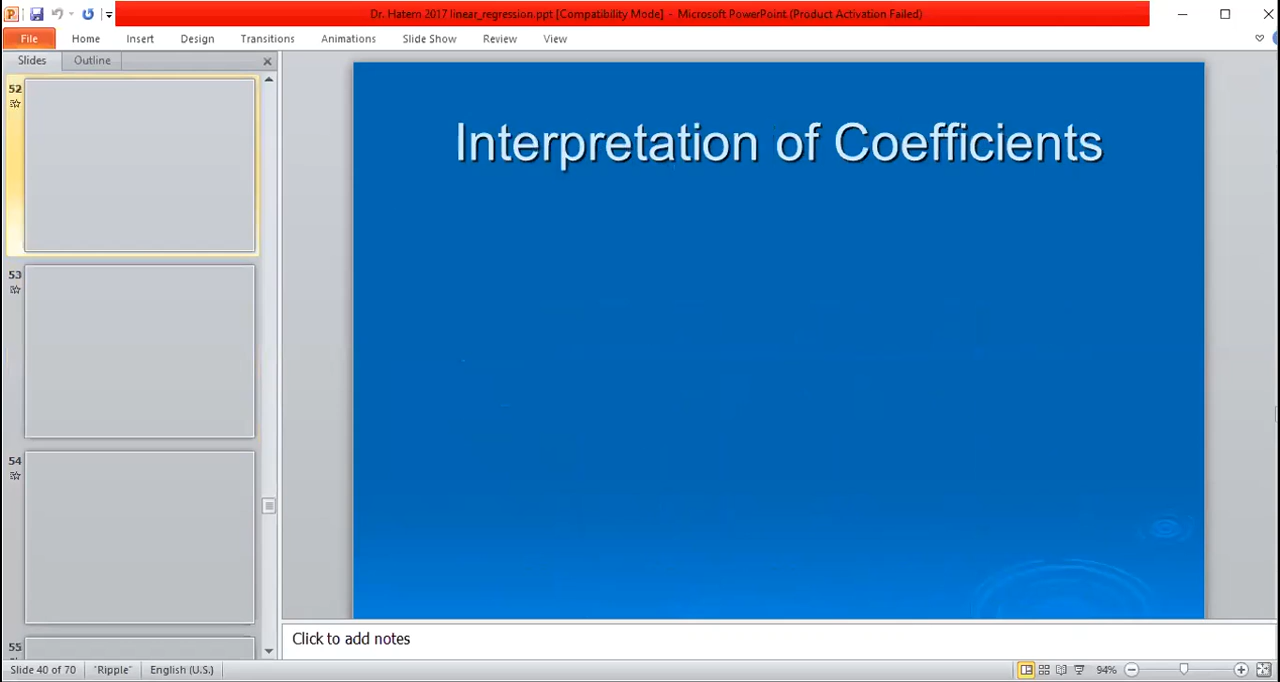 Dr. Hatem 2017 linear_regression.ppt [Compatibility Mode] - Microsoft PowerPoint (Product Activation Failed)
File Home Insert Design Transitions Animations Slide Show Review View
Slides Outline
52
53
54
55
Interpretation of Coefficients
Click to add notes
Slide 40 of 70 "Ripple" English (U.S.) 94%